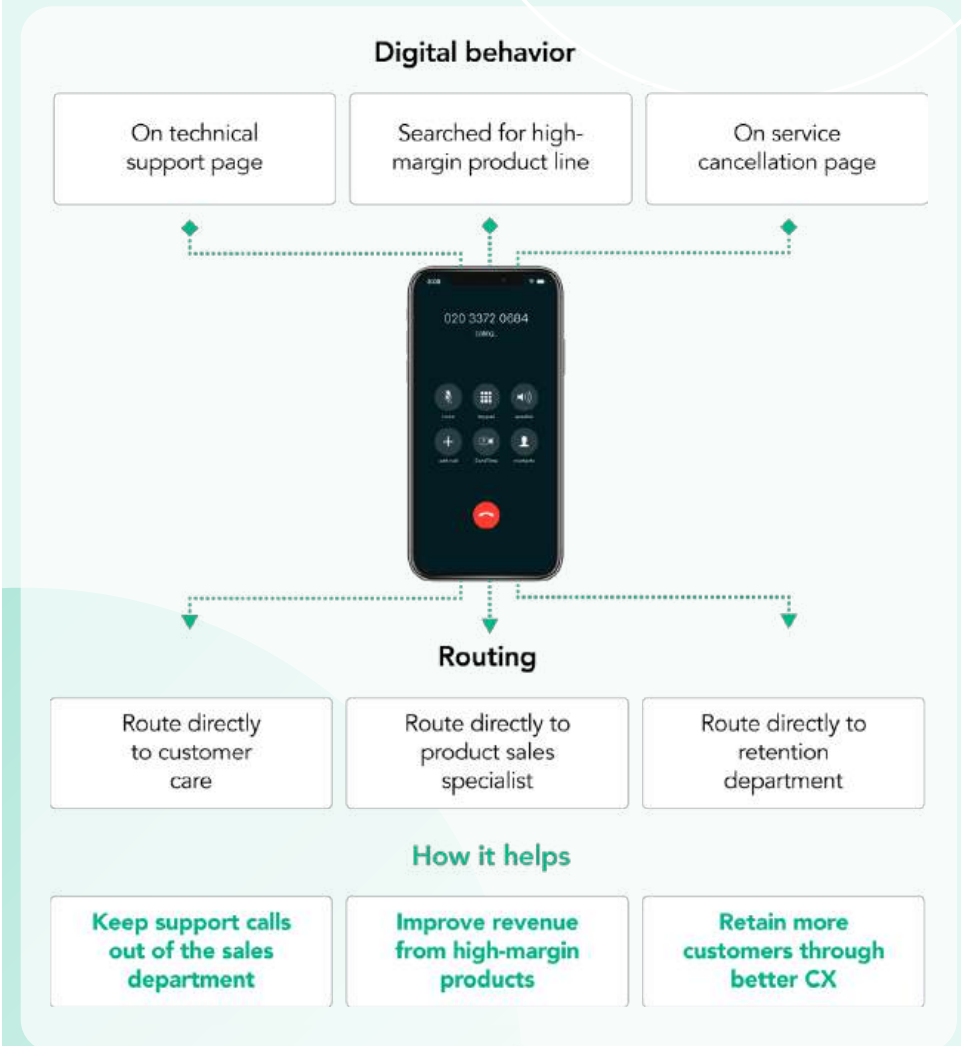 Digital behavior
On technical
support page
Searched for high-
margin product line
On service
cancellation page
020 3372 0684
calling...
Routing
Route directly
to customer
care
Route directly to
product sales
specialist
Route directly to
retention
department
How it helps
Keep support calls
out of the sales
department
Improve revenue
from high-margin
products
Retain more
customers through
better CX